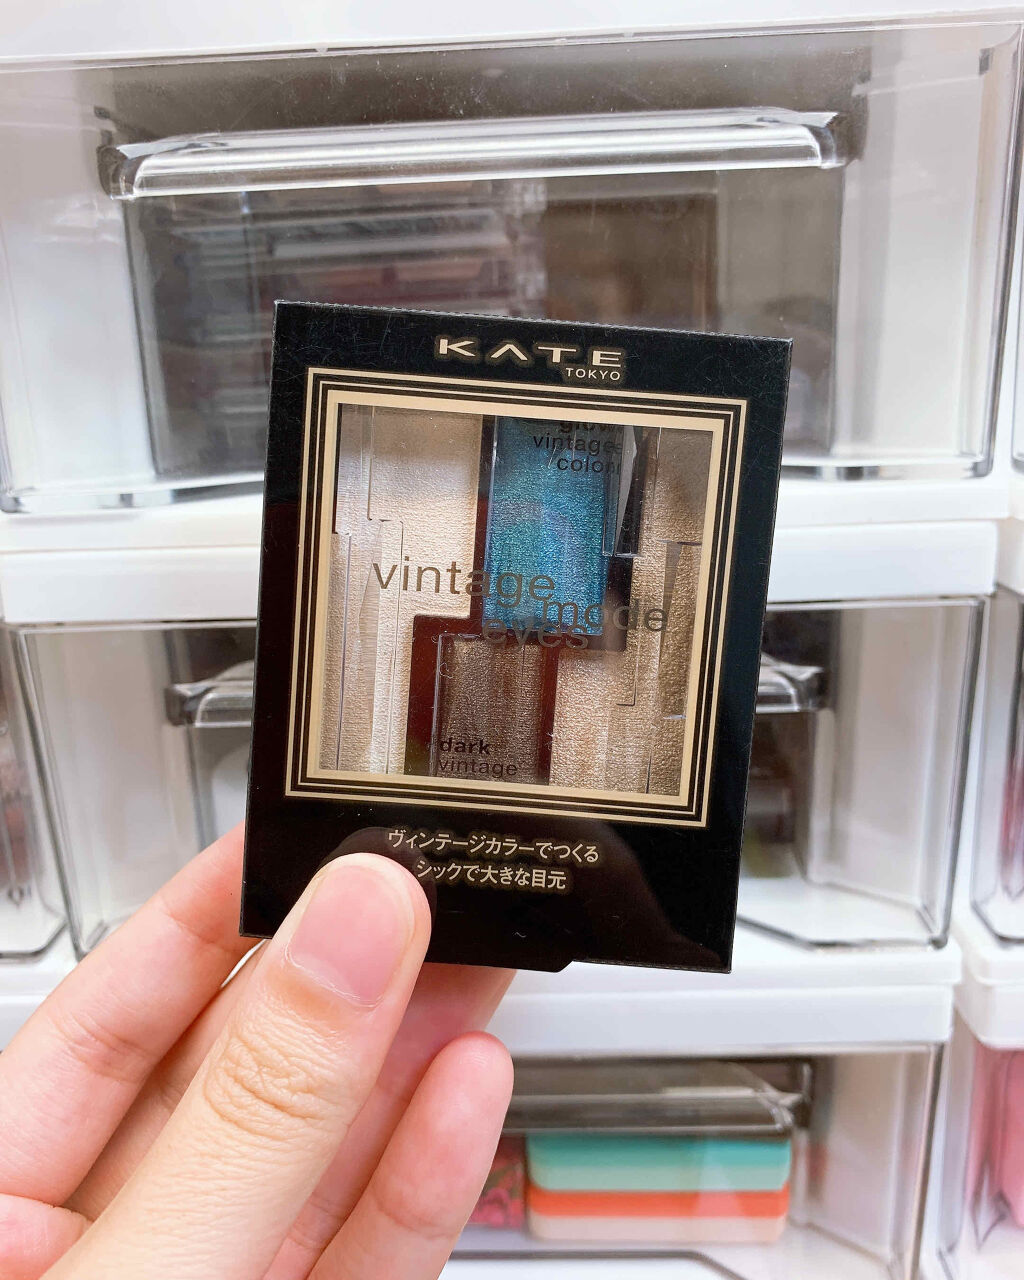 KATE
TOKYO
glow
vintage
color
vintage
mode
eyes
dark
vintage
ヴィンテージカラーでつくる
シックで大きな目元